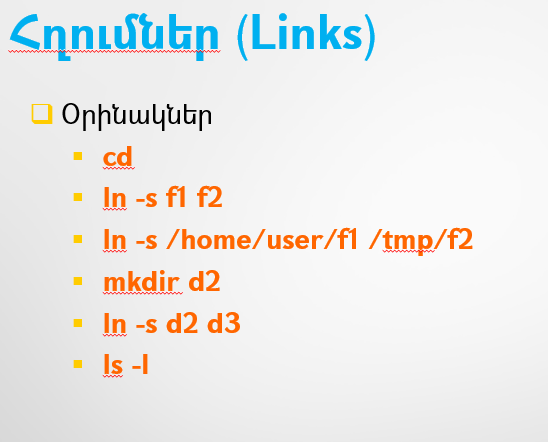 Հղումներ (Links)
Օրինակներ
cd
ln -s f1 f2
ln -s /home/user/f1 /tmp/f2
mkdir d2
ln -s d2 d3
ls -l